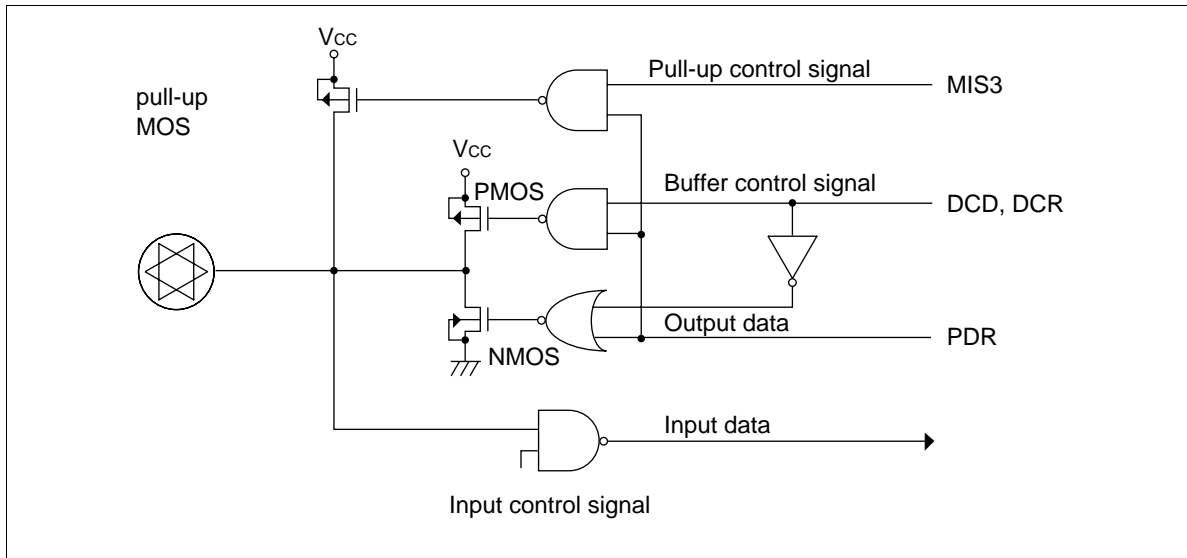 VCC
pull-up
MOS
Pull-up control signal
MIS3
VCC
PMOS
Buffer control signal
DCD, DCR
NMOS
Output data
PDR
Input data
Input control signal